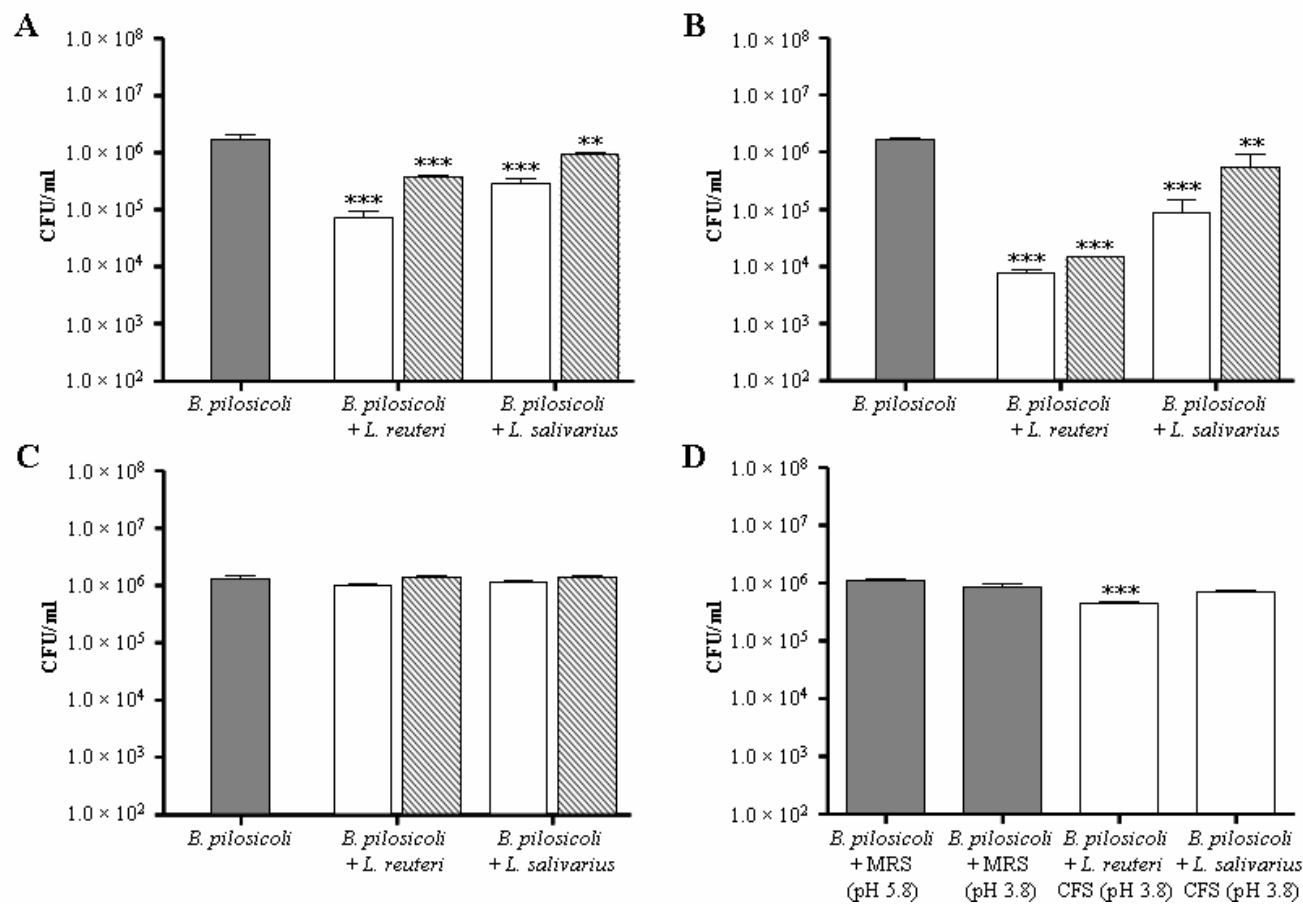 A
1.0 × 10⁸
1.0 × 10⁷
1.0 × 10⁶
1.0 × 10⁵
1.0 × 10⁴
1.0 × 10³
1.0 × 10²
CFU/ml
***
***
***
**
B. pilosicoli
B. pilosicoli
+ L. reuteri
B. pilosicoli
+ L. salivarius
B
1.0 × 10⁸
1.0 × 10⁷
1.0 × 10⁶
1.0 × 10⁵
1.0 × 10⁴
1.0 × 10³
1.0 × 10²
CFU/ml
***
***
***
**
B. pilosicoli
B. pilosicoli
+ L. reuteri
B. pilosicoli
+ L. salivarius
C
1.0 × 10⁸
1.0 × 10⁷
1.0 × 10⁶
1.0 × 10⁵
1.0 × 10⁴
1.0 × 10³
1.0 × 10²
CFU/ml
B. pilosicoli
B. pilosicoli
+ L. reuteri
B. pilosicoli
+ L. salivarius
D
1.0 × 10⁸
1.0 × 10⁷
1.0 × 10⁶
1.0 × 10⁵
1.0 × 10⁴
1.0 × 10³
1.0 × 10²
CFU/ml
***
B. pilosicoli
+ MRS
(pH 5.8)
B. pilosicoli
+ MRS
(pH 3.8)
B. pilosicoli
+ L. reuteri
CFS (pH 3.8)
B. pilosicoli
+ L. salivarius
CFS (pH 3.8)